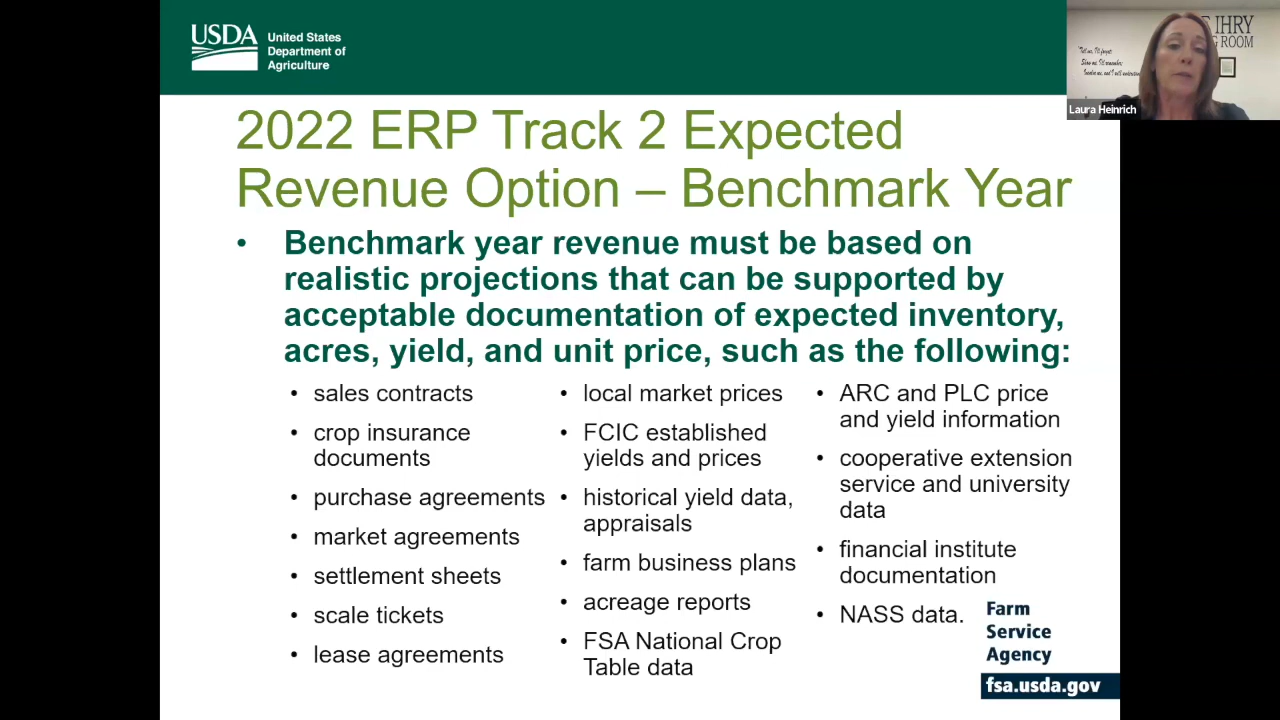 USDA
United States
Department of
Agriculture
IHRY
ROOM
Laura Heinrich
2022 ERP Track 2 Expected
Revenue Option – Benchmark Year
• Benchmark year revenue must be based on
realistic projections that can be supported by
acceptable documentation of expected inventory,
acres, yield, and unit price, such as the following:
• sales contracts
• crop insurance
documents
• purchase agreements
• market agreements
• settlement sheets
• scale tickets
• lease agreements
• local market prices
• FCIC established
yields and prices
• historical yield data,
appraisals
• farm business plans
• acreage reports
• FSA National Crop
Table data
• ARC and PLC price
and yield information
• cooperative extension
service and university
data
• financial institute
documentation
• NASS data.
Farm
Service
Agency
fsa.usda.gov